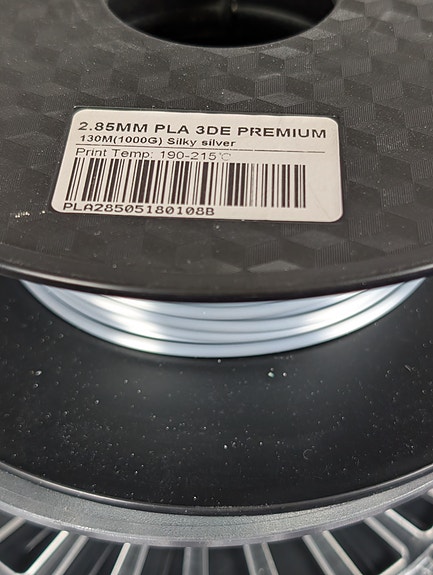 2.85MM PLA 3DE PREMIUM
130M(1000G) Silky silver
Print Temp: 190-215℃
PLA28505180108B